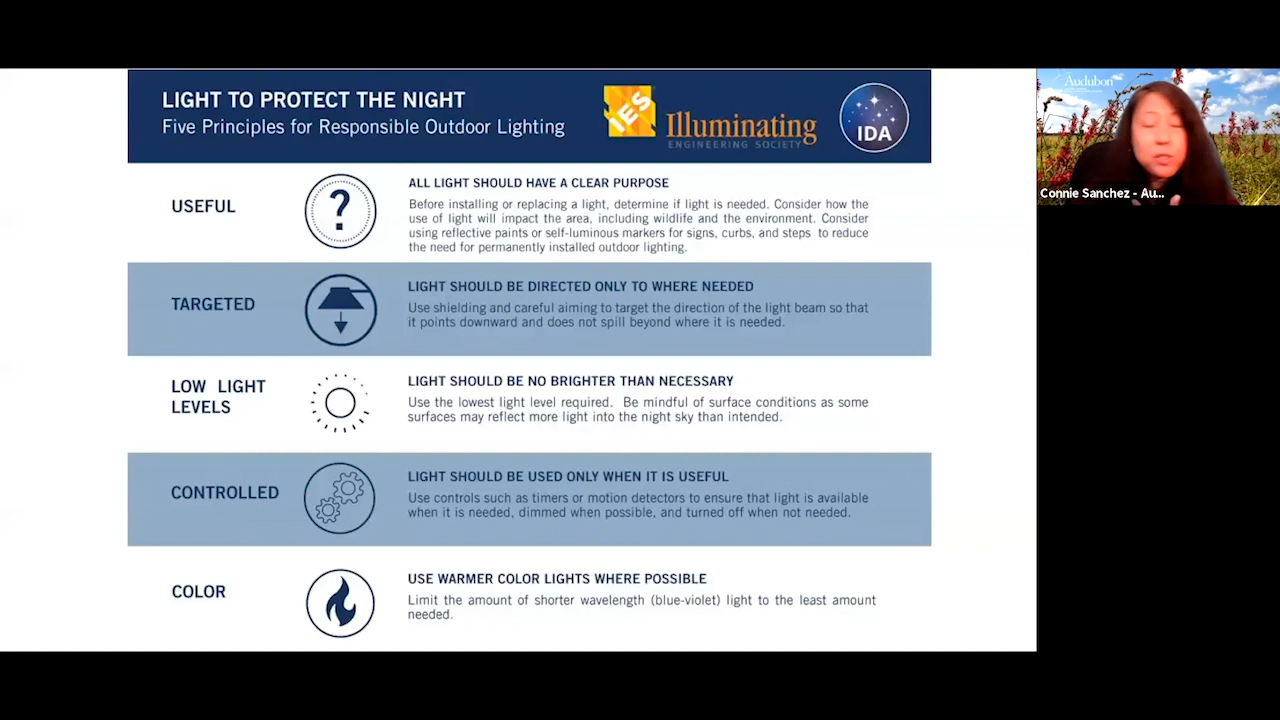 LIGHT TO PROTECT THE NIGHT
Five Principles for Responsible Outdoor Lighting
IES
Illuminating
ENGINEERING SOCIETY
IDA
USEFUL
?
ALL LIGHT SHOULD HAVE A CLEAR PURPOSE
Before installing or replacing a light, determine if light is needed. Consider how the
use of light will impact the area, including wildlife and the environment. Consider
using reflective paints or self-luminous markers for signs, curbs, and steps to reduce
the need for permanently installed outdoor lighting.
TARGETED
LIGHT SHOULD BE DIRECTED ONLY TO WHERE NEEDED
Use shielding and careful aiming to target the direction of the light beam so that
it points downward and does not spill beyond where it is needed.
LOW LIGHT
LEVELS
LIGHT SHOULD BE NO BRIGHTER THAN NECESSARY
Use the lowest light level required. Be mindful of surface conditions as some
surfaces may reflect more light into the night sky than intended.
CONTROLLED
LIGHT SHOULD BE USED ONLY WHEN IT IS USEFUL
Use controls such as timers or motion detectors to ensure that light is available
when it is needed, dimmed when possible, and turned off when not needed.
COLOR
USE WARMER COLOR LIGHTS WHERE POSSIBLE
Limit the amount of shorter wavelength (blue-violet) light to the least amount
needed.
Audubon
Connie Sanchez - Au...